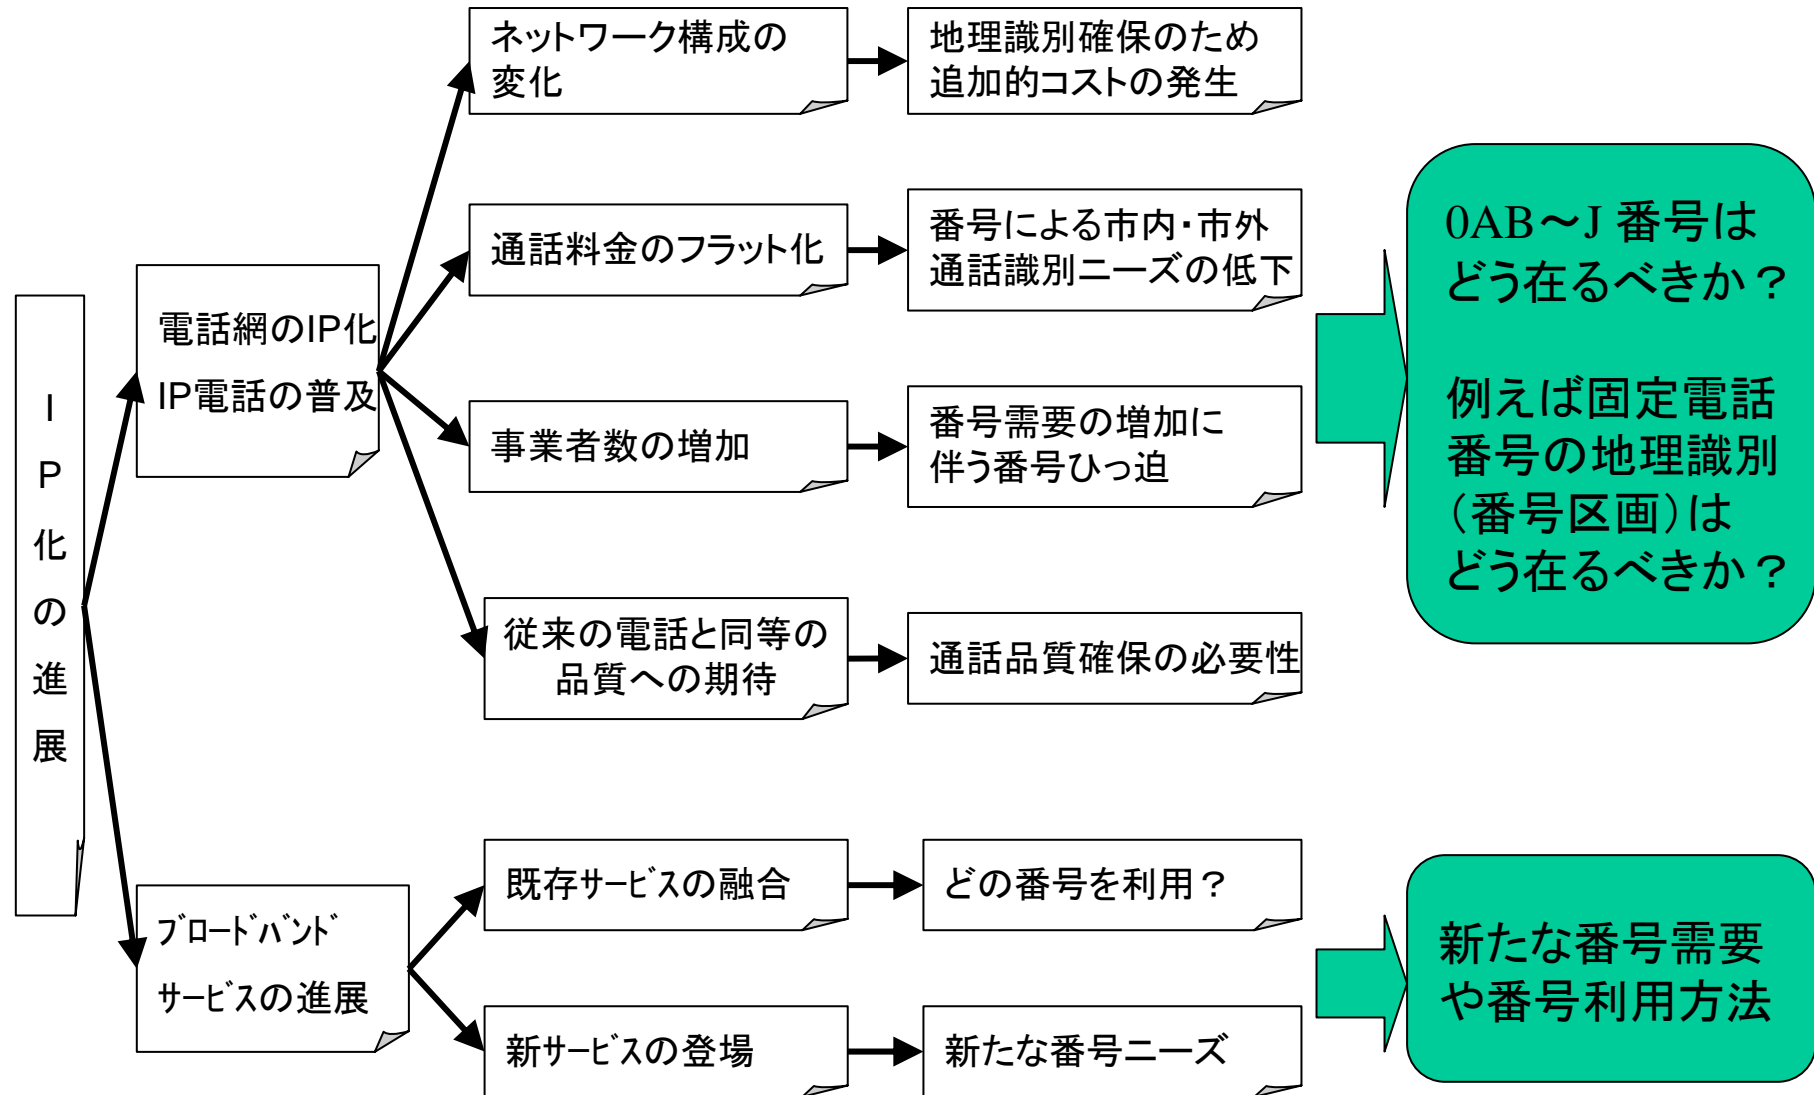 IP化の進展
電話網のIP化
IP電話の普及
ネットワーク構成の
変化
地理識別確保のため
追加的コストの発生
通話料金のフラット化
番号による市内・市外
通話識別ニーズの低下
事業者数の増加
番号需要の増加に
伴う番号ひっ迫
従来の電話と同等の
品質への期待
通話品質確保の必要性
0AB～J 番号は
どう在るべきか？
例えば固定電話
番号の地理識別
（番号区画）は
どう在るべきか？
ﾌﾞﾛｰﾄﾞﾊﾞﾝﾄﾞ
ｻｰﾋﾞｽの進展
既存ｻｰﾋﾞｽの融合
どの番号を利用？
新ｻｰﾋﾞｽの登場
新たな番号ニーズ
新たな番号需要
や番号利用方法